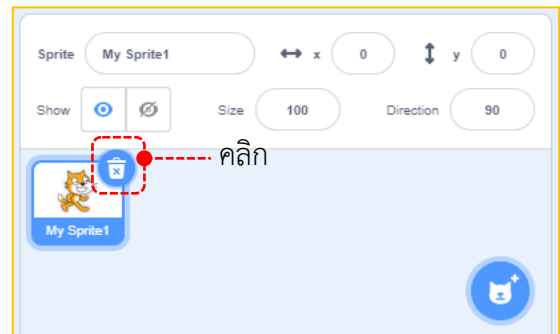 Sprite My Sprite1 x 0 y 0
Show Size 100 Direction 90
คลิก
My Sprite1